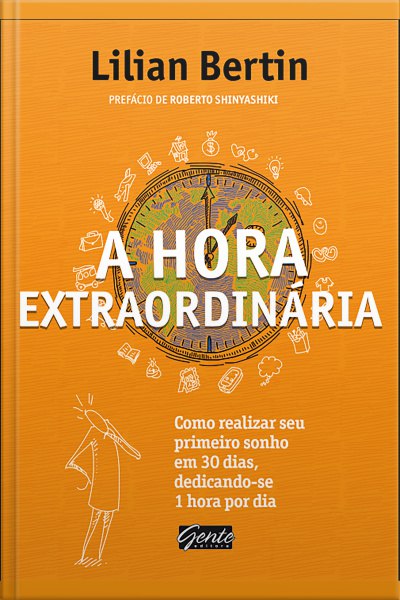 Lilian Bertin
PREFÁCIO DE ROBERTO SHINYASHIKI
A HORA
EXTRAORDINÁRIA
Como realizar seu
primeiro sonho
em 30 dias,
dedicando-se
1 hora por dia
Gente
editora